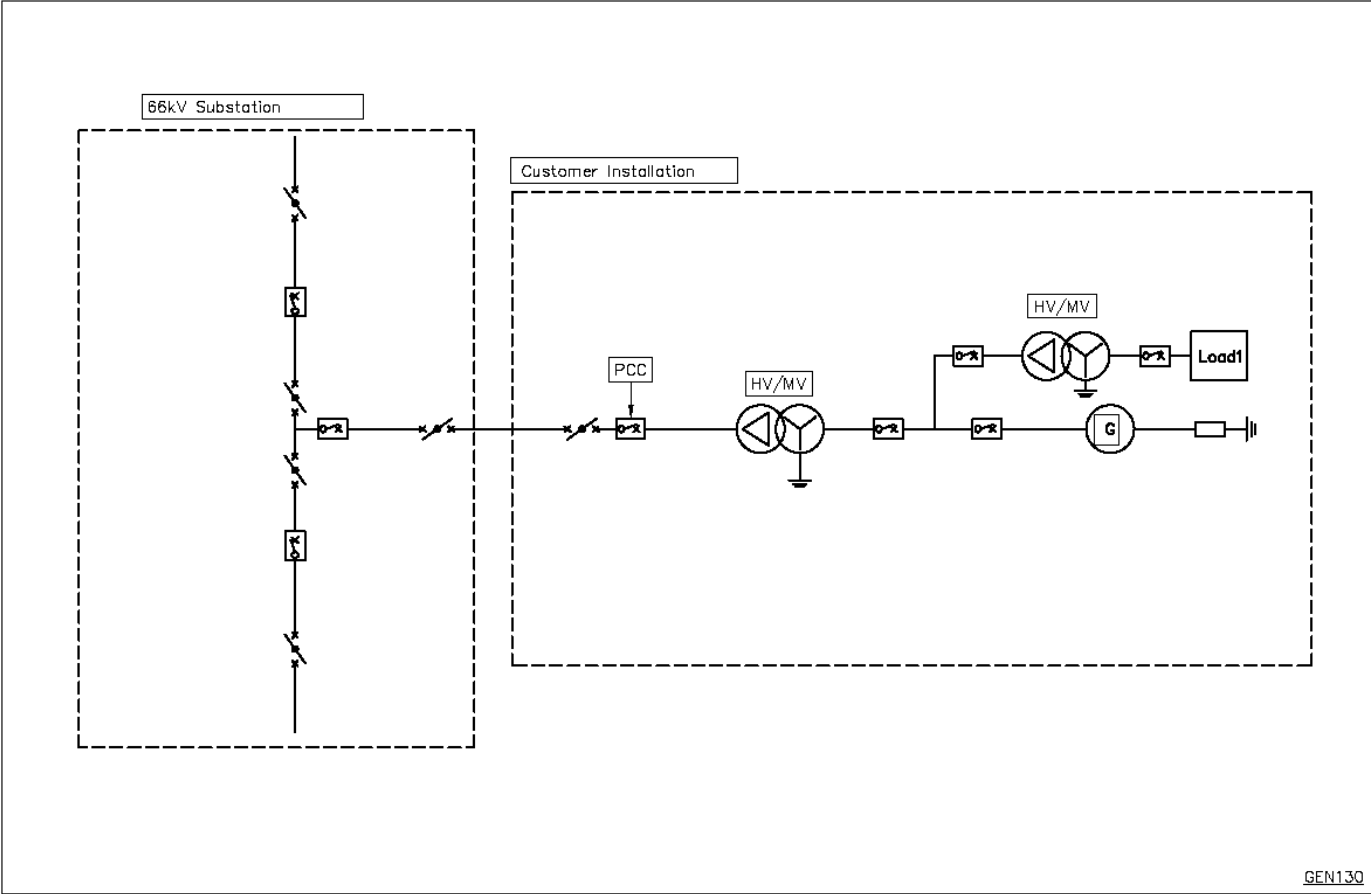 66kV Substation
Customer Installation
HV/MV
PCC
HV/MV
Load1
G
GEN130